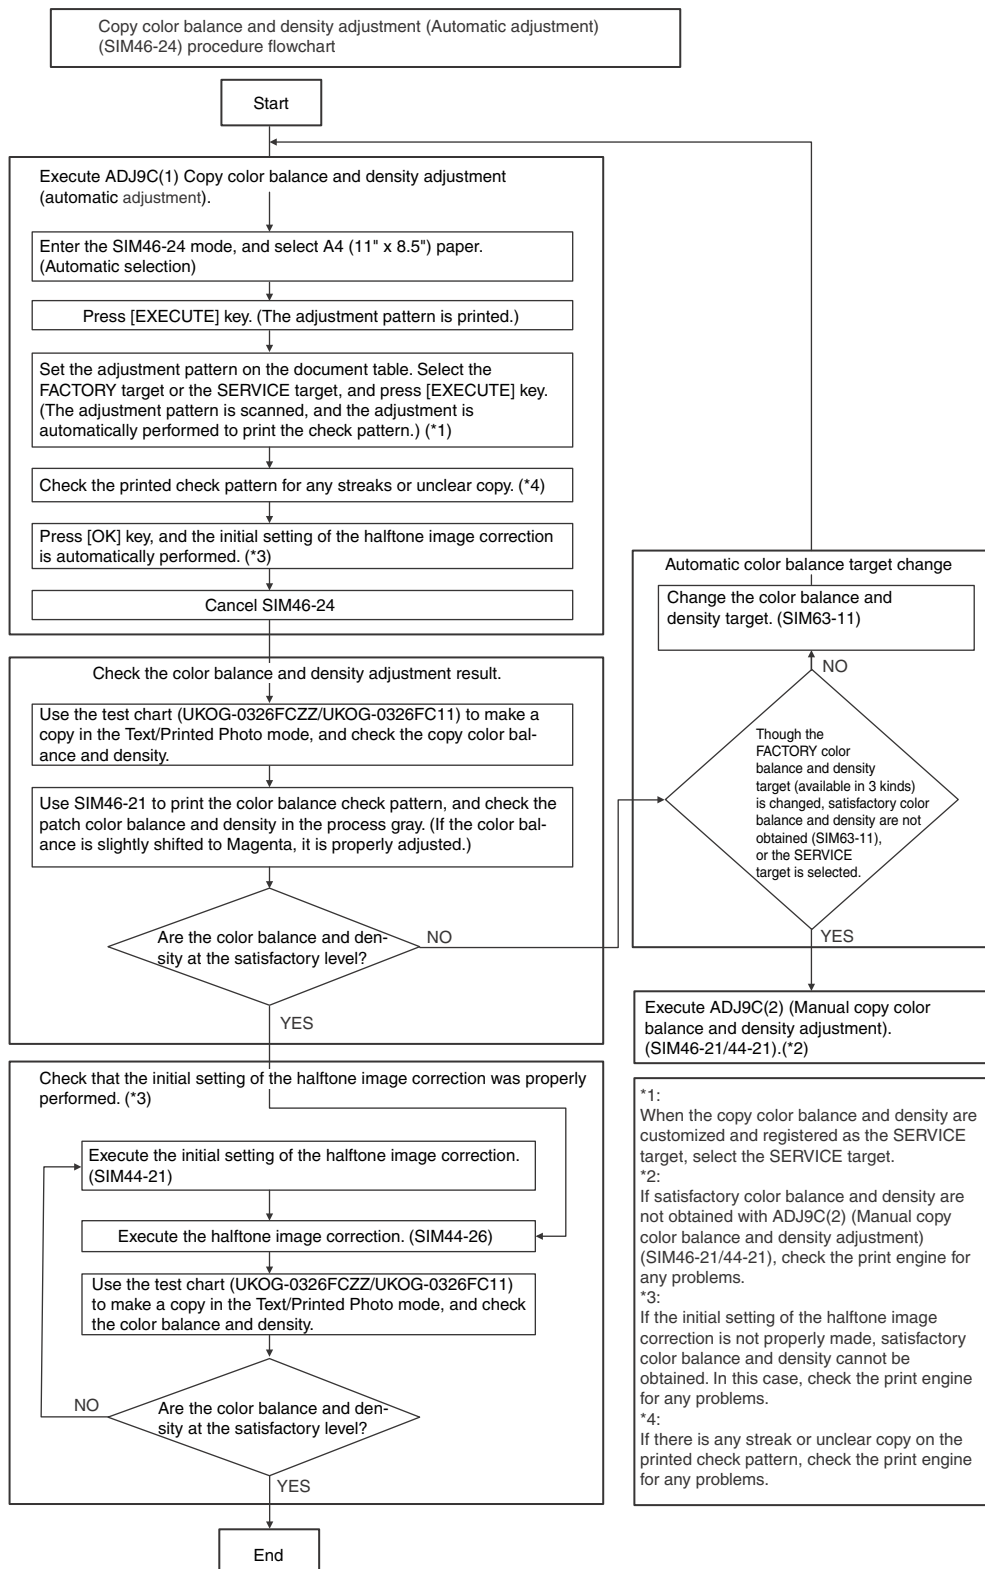 Copy color balance and density adjustment (Automatic adjustment)
(SIM46-24) procedure flowchart
Start
Execute ADJ9C(1) Copy color balance and density adjustment
(automatic adjustment).
Enter the SIM46-24 mode, and select A4 (11" x 8.5") paper.
(Automatic selection)
Press [EXECUTE] key. (The adjustment pattern is printed.)
Set the adjustment pattern on the document table. Select the
FACTORY target or the SERVICE target, and press [EXECUTE] key.
(The adjustment pattern is scanned, and the adjustment is
automatically performed to print the check pattern.) (*1)
Check the printed check pattern for any streaks or unclear copy. (*4)
Press [OK] key, and the initial setting of the halftone image correction
is automatically performed. (*3)
Cancel SIM46-24
Check the color balance and density adjustment result.
Use the test chart (UKOG-0326FCZZ/UKOG-0326FC11) to make a
copy in the Text/Printed Photo mode, and check the copy color bal-
ance and density.
Use SIM46-21 to print the color balance check pattern, and check the
patch color balance and density in the process gray. (If the color bal-
ance is slightly shifted to Magenta, it is properly adjusted.)
Are the color balance and den-
sity at the satisfactory level?
NO
YES
Automatic color balance target change
Change the color balance and
density target. (SIM63-11)
NO
Though the
FACTORY color
balance and density
target (available in 3 kinds)
is changed, satisfactory color
balance and density are not
obtained (SIM63-11),
or the SERVICE
target is selected.
YES
Execute ADJ9C(2) (Manual copy color
balance and density adjustment).
(SIM46-21/44-21).(*2)
Check that the initial setting of the halftone image correction was properly
performed. (*3)
Execute the initial setting of the halftone image correction.
(SIM44-21)
Execute the halftone image correction. (SIM44-26)
Use the test chart (UKOG-0326FCZZ/UKOG-0326FC11)
to make a copy in the Text/Printed Photo mode, and check
the color balance and density.
NO
Are the color balance and den-
sity at the satisfactory level?
YES
End
*1:
When the copy color balance and density are
customized and registered as the SERVICE
target, select the SERVICE target.
*2:
If satisfactory color balance and density are
not obtained with ADJ9C(2) (Manual copy
color balance and density adjustment)
(SIM46-21/44-21), check the print engine for
any problems.
*3:
If the initial setting of the halftone image
correction is not properly made, satisfactory
color balance and density cannot be
obtained. In this case, check the print engine
for any problems.
*4:
If there is any streak or unclear copy on the
printed check pattern, check the print engine
for any problems.